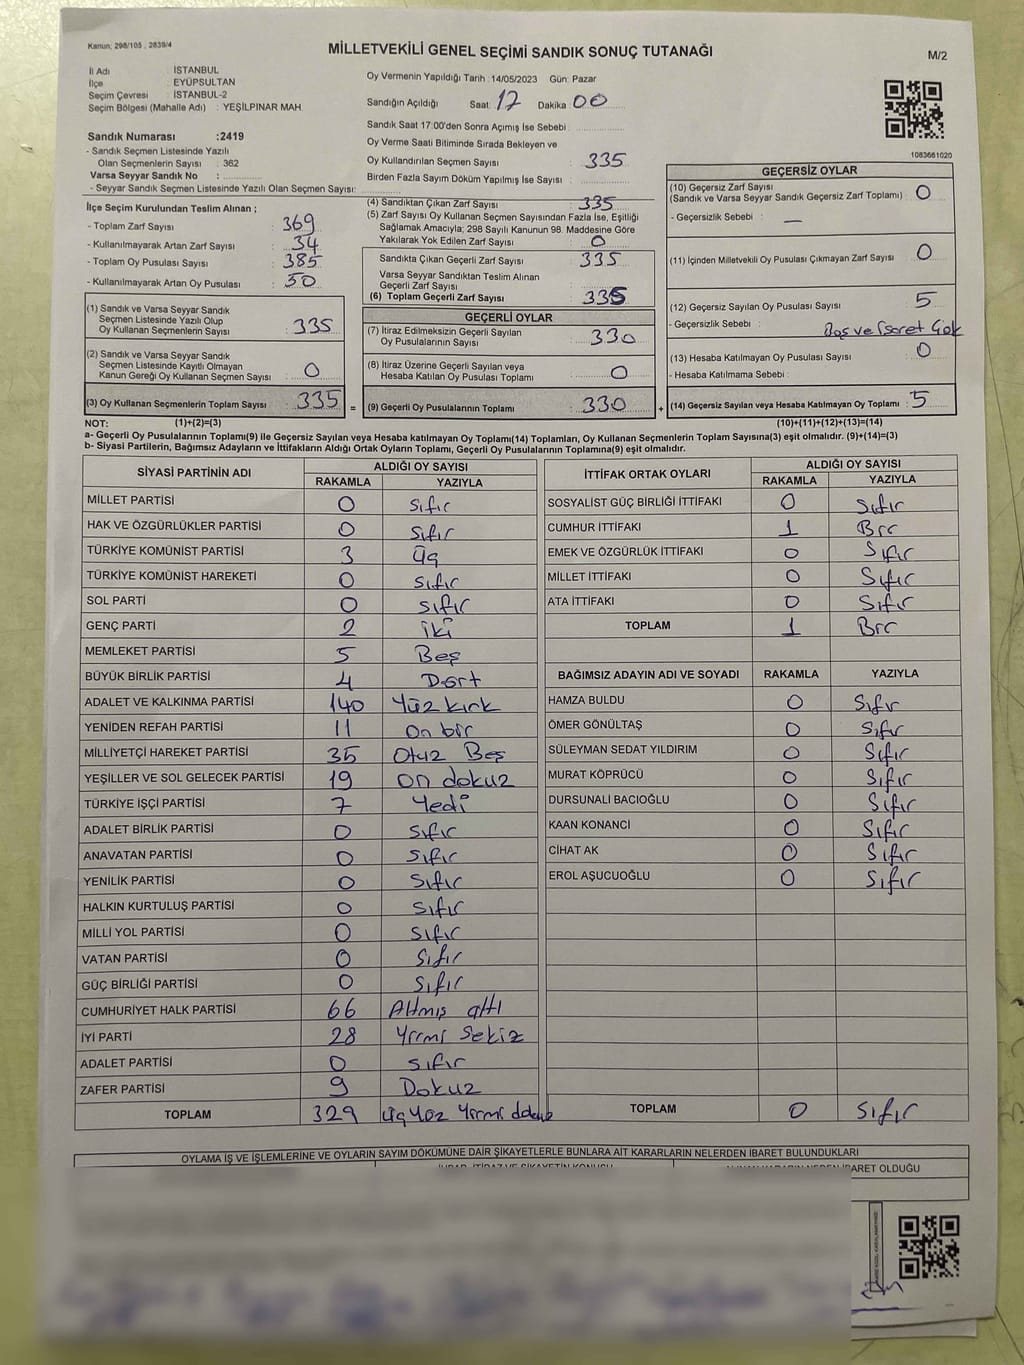 Kanun; 298/105 , 2839/4
MİLLETVEKİLİ GENEL SEÇİMİ SANDIK SONUÇ TUTANAĞI
M/2
İl Adı : İSTANBUL
İlçe : EYÜPSULTAN
Seçim Çevresi : İSTANBUL-2
Seçim Bölgesi (Mahalle Adı) : YEŞİLPINAR MAH.
Sandık Numarası :2419
- Sandık Seçmen Listesinde Yazılı
Olan Seçmenlerin Sayısı : 362
Varsa Seyyar Sandık No :
- Seyyar Sandık Seçmen Listesinde Yazılı Olan Seçmen Sayısı:
Oy Vermenin Yapıldığı Tarih : 14/05/2023 Gün: Pazar
Sandığın Açıldığı Saat: 17 Dakika : 00
Sandık Saat 17:00'den Sonra Açımış İse Sebebi :
Oy Verme Saati Bitiminde Sırada Bekleyen ve
Oy Kullandırılan Seçmen Sayısı : 335
Birden Fazla Sayım Döküm Yapılmış İse Sayısı :
1083661020
İlçe Seçim Kurulundan Teslim Alınan ;
- Toplam Zarf Sayısı : 369
- Kullanılmayarak Artan Zarf Sayısı : 34
- Toplam Oy Pusulası Sayısı : 385
- Kullanılmayarak Artan Oy Pusulası : 50
(1) Sandık ve Varsa Seyyar Sandık
Seçmen Listesinde Yazılı Olup
Oy Kullanan Seçmenlerin Sayısı : 335
(2) Sandık ve Varsa Seyyar Sandık
Seçmen Listesinde Kayıtlı Olmayan
Kanun Gereği Oy Kullanan Seçmen Sayısı : 0
(3) Oy Kullanan Seçmenlerin Toplam Sayısı : 335 =
(4) Sandıktan Çıkan Zarf Sayısı : 335
(5) Zarf Sayısı Oy Kullanan Seçmen Sayısından Fazla İse, Eşitliği
Sağlamak Amacıyla; 298 Sayılı Kanunun 98. Maddesine Göre
Yakılarak Yok Edilen Zarf Sayısı : 0
Sandıkta Çıkan Geçerli Zarf Sayısı : 335
Varsa Seyyar Sandıktan Teslim Alınan
Geçerli Zarf Sayısı :
(6) Toplam Geçerli Zarf Sayısı : 335
GEÇERLİ OYLAR
(7) İtiraz Edilmeksizin Geçerli Sayılan
Oy Pusulalarının Sayısı : 330
(8) İtiraz Üzerine Geçerli Sayılan veya
Hesaba Katılan Oy Pusulası Toplamı : 0
(9) Geçerli Oy Pusulalarının Toplamı : 330 +
GEÇERSİZ OYLAR
(10) Geçersiz Zarf Sayısı
(Sandık ve Varsa Seyyar Sandık Geçersiz Zarf Toplamı) : 0
- Geçersizlik Sebebi : —
(11) İçinden Milletvekili Oy Pusulası Çıkmayan Zarf Sayısı : 0
(12) Geçersiz Sayılan Oy Pusulası Sayısı : 5
- Geçersizlik Sebebi : Boş ve İşaret Çok
(13) Hesaba Katılmayan Oy Pusulası Sayısı : 0
- Hesaba Katılmama Sebebi :
(14) Geçersiz Sayılan veya Hesaba Katılmayan Oy Toplamı : 5
NOT: (1)+(2)=(3) (10)+(11)+(12)+(13)=(14)
a- Geçerli Oy Pusulalarının Toplamı(9) ile Geçersiz Sayılan veya Hesaba katılmayan Oy Toplamı(14) Toplamları, Oy Kullanan Seçmenlerin Toplam Sayısına(3) eşit olmalıdır. (9)+(14)=(3)
b- Siyasi Partilerin, Bağımsız Adayların ve İttifakların Aldığı Ortak Oyların Toplamı, Geçerli Oy Pusulalarının Toplamına(9) eşit olmalıdır.
SİYASİ PARTİNİN ADI ALDIĞI OY SAYISI
RAKAMLA YAZIYLA
MİLLET PARTİSİ 0 Sıfır
HAK VE ÖZGÜRLÜKLER PARTİSİ 0 Sıfır
TÜRKİYE KOMÜNİST PARTİSİ 3 Üç
TÜRKİYE KOMÜNİST HAREKETİ 0 Sıfır
SOL PARTİ 0 Sıfır
GENÇ PARTİ 2 iki
MEMLEKET PARTİSİ 5 Beş
BÜYÜK BİRLİK PARTİSİ 4 Dört
ADALET VE KALKINMA PARTİSİ 140 Yüz kırk
YENİDEN REFAH PARTİSİ 11 On bir
MİLLİYETÇİ HAREKET PARTİSİ 35 Otuz Beş
YEŞİLLER VE SOL GELECEK PARTİSİ 19 on dokuz
TÜRKİYE İŞÇİ PARTİSİ 7 Yedi
ADALET BİRLİK PARTİSİ 0 Sıfır
ANAVATAN PARTİSİ 0 Sıfır
YENİLİK PARTİSİ 0 Sıfır
HALKIN KURTULUŞ PARTİSİ 0 Sıfır
MİLLİ YOL PARTİSİ 0 Sıfır
VATAN PARTİSİ 0 Sıfır
GÜÇ BİRLİĞİ PARTİSİ 0 Sıfır
CUMHURİYET HALK PARTİSİ 66 Altmış altı
İYİ PARTİ 28 Yirmi Sekiz
ADALET PARTİSİ 0 Sıfır
ZAFER PARTİSİ 9 Dokuz
TOPLAM 329 üç yüz Yirmi dokuz
İTTİFAK ORTAK OYLARI ALDIĞI OY SAYISI
RAKAMLA YAZIYLA
SOSYALİST GÜÇ BİRLİĞİ İTTİFAKI 0 Sıfır
CUMHUR İTTİFAKI 1 Bir
EMEK VE ÖZGÜRLÜK İTTİFAKI 0 Sıfır
MİLLET İTTİFAKI 0 Sıfır
ATA İTTİFAKI 0 Sıfır
TOPLAM 1 Bir
BAĞIMSIZ ADAYIN ADI VE SOYADI RAKAMLA YAZIYLA
HAMZA BULDU 0 Sıfır
ÖMER GÖNÜLTAŞ 0 Sıfır
SÜLEYMAN SEDAT YILDIRIM 0 Sıfır
MURAT KÖPRÜCÜ 0 Sıfır
DURSUNALİ BACIOĞLU 0 Sıfır
KAAN KONANCİ 0 Sıfır
CİHAT AK 0 Sıfır
EROL AŞUCUOĞLU 0 Sıfır
TOPLAM 0 Sıfır
OYLAMA İŞ VE İŞLEMLERİNE VE OYLARIN SAYIM DÖKÜMÜNE DAİR ŞİKAYETLERLE BUNLARA AİT KARARLARIN NELERDEN İBARET BULUNDUKLARI
İBARET OLDUĞU